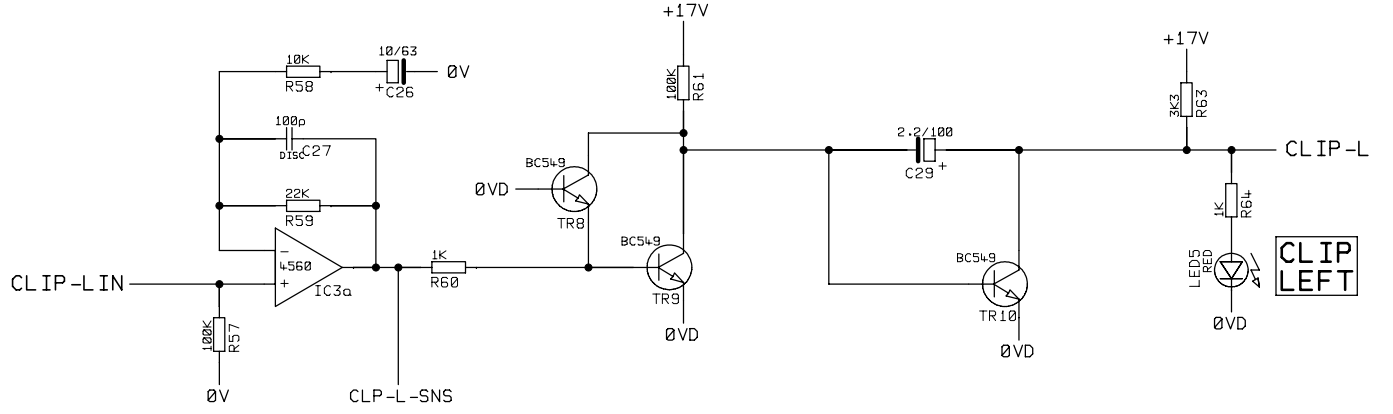 +17V
+17V
10/63
10K
R58
+
C26
0V
100K
R61
3K3
R63
100p
DISC
C27
2.2/100
C29
+
CLIP-L
BC549
0VD
TR8
22K
R59
1K
R64
BC549
1K
R60
TR9
0VD
BC549
TR10
0VD
LED5
RED
0VD
CLIP
LEFT
-
4560
+
IC3a
CLIP-LIN
100K
R57
0V
CLP-L-SNS